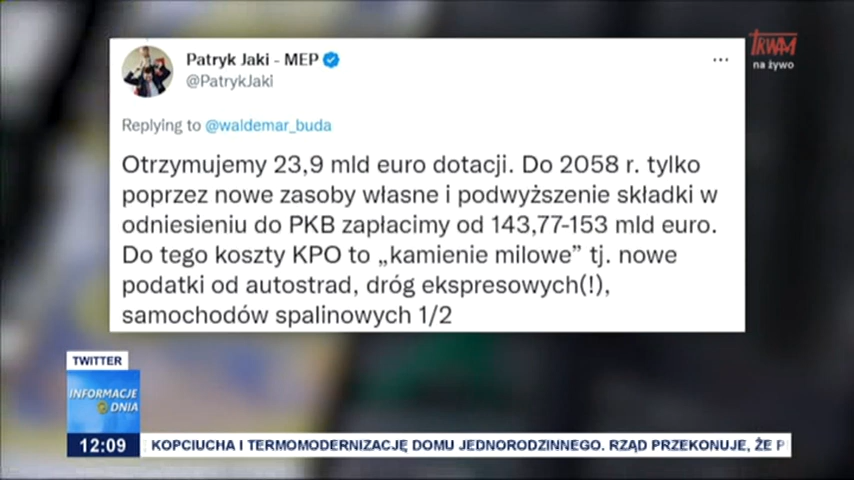 Patryk Jaki - MEP
@PatrykJaki
Replying to @waldemar_buda
Otrzymujemy 23,9 mld euro dotacji. Do 2058 r. tylko
poprzez nowe zasoby własne i podwyższenie składki w
odniesieniu do PKB zapłacimy od 143,77-153 mld euro.
Do tego koszty KPO to „kamienie milowe” tj. nowe
podatki od autostrad, dróg ekspresowych(!),
samochodów spalinowych 1/2
TRWAM
na żywo
TWITTER
INFORMACJE
DNIA
12:09
KOPCIUCHA I TERMOMODERNIZACJĘ DOMU JEDNORODZINNEGO. RZĄD PRZEKONUJE, ŻE P